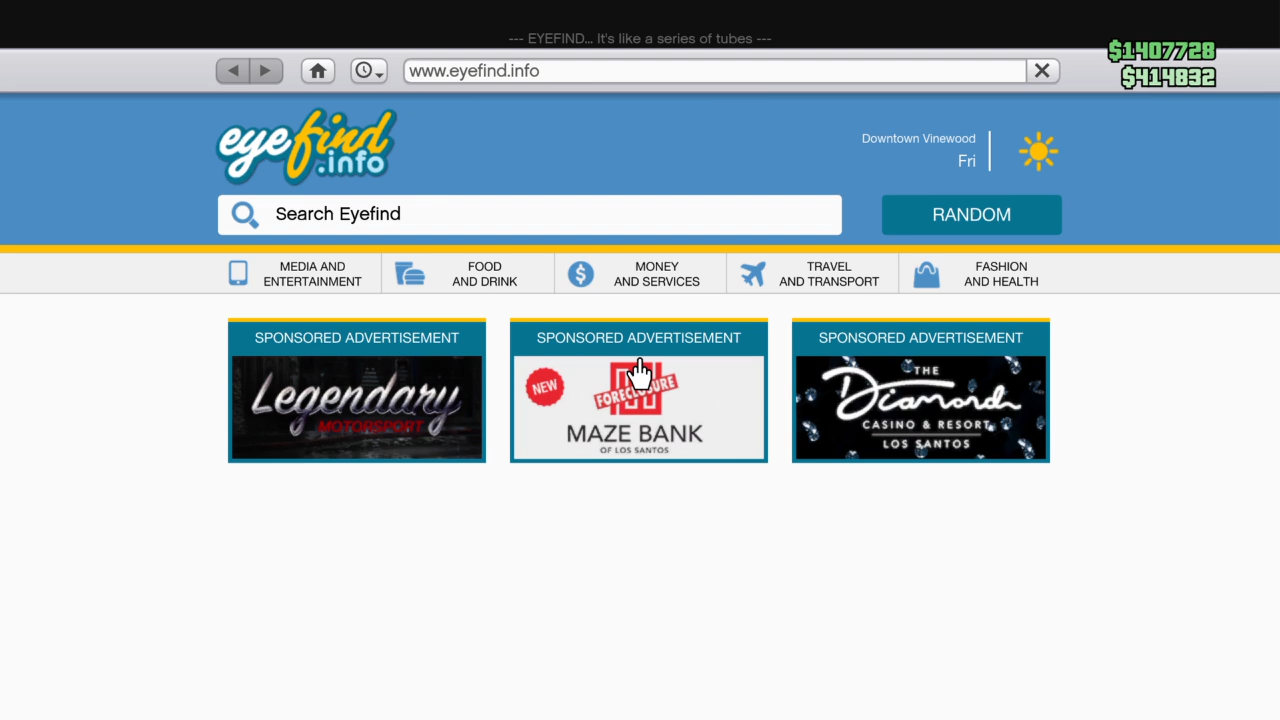 --- EYEFIND... It's like a series of tubes ---
$1407728
$414832
www.eyefind.info
eyefind
.info
Downtown Vinewood
Fri
Search Eyefind
RANDOM
MEDIA AND
ENTERTAINMENT
FOOD
AND DRINK
MONEY
AND SERVICES
TRAVEL
AND TRANSPORT
FASHION
AND HEALTH
SPONSORED ADVERTISEMENT
Legendary
MOTORSPORT
SPONSORED ADVERTISEMENT
NEW
FORECLOSURE
MAZE BANK
OF LOS SANTOS
SPONSORED ADVERTISEMENT
THE
Diamond
CASINO & RESORT
LOS SANTOS